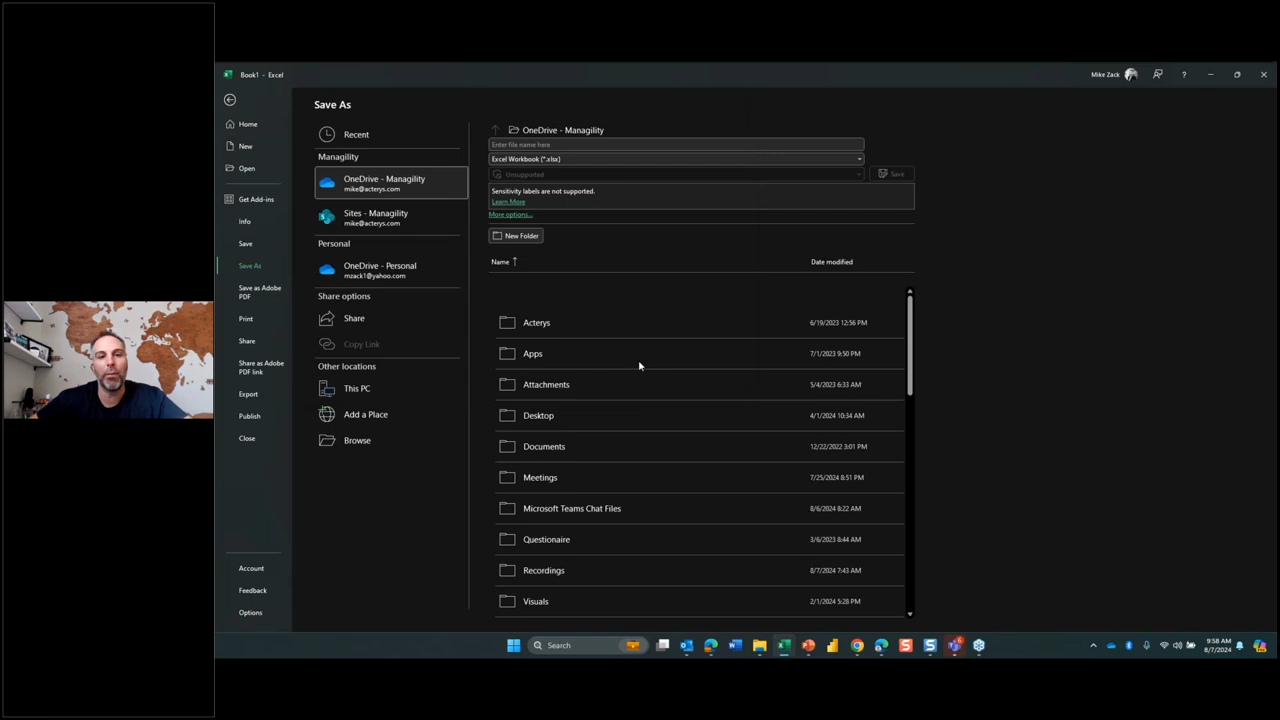 Book1 - Excel
Mike Zack
?
Save As
Home
New
Open
Get Add-ins
Info
Save
Save As
Save as Adobe
PDF
Print
Share
Share as Adobe
PDF link
Export
Publish
Close
Account
Feedback
Options
Recent
Managility
OneDrive - Managility
mike@acterys.com
Sites - Managility
mike@acterys.com
Personal
OneDrive - Personal
mzack1@yahoo.com
Share options
Share
Copy Link
Other locations
This PC
Add a Place
Browse
OneDrive - Managility
Enter file name here
Excel Workbook (*.xlsx)
Unsupported
Save
Sensitivity labels are not supported.
Learn More
More options...
New Folder
Name ↑ Date modified
Acterys 6/19/2023 12:56 PM
Apps 7/1/2023 9:50 PM
Attachments 5/4/2023 6:33 AM
Desktop 4/1/2024 10:34 AM
Documents 12/22/2022 3:01 PM
Meetings 7/25/2024 8:51 PM
Microsoft Teams Chat Files 8/6/2024 8:22 AM
Questionaire 3/6/2023 8:44 AM
Recordings 8/7/2024 7:43 AM
Visuals 2/1/2024 5:28 PM
Search
9:58 AM
8/7/2024